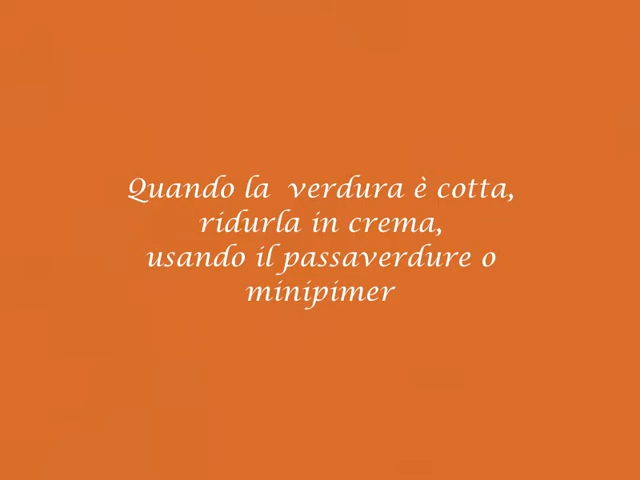 Quando la  verdura è cotta,
ridurla in crema,
usando il passaverdure o
minipimer